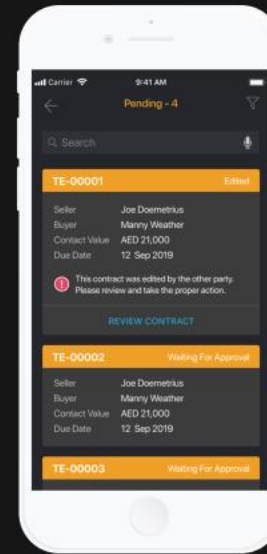 Carrier 9:41 AM
Pending - 4
Search
TE-00001 Edited
Seller Joe Doemetrius
Buyer Manny Weather
Contact Value AED 21,000
Due Date 12 Sep 2019
This contract was edited by the other party.
Please review and take the proper action.
REVIEW CONTRACT
TE-00002 Waiting For Approval
Seller Joe Doemetrius
Buyer Manny Weather
Contact Value AED 21,000
Due Date 12 Sep 2019
TE-00003 Waiting For Approval